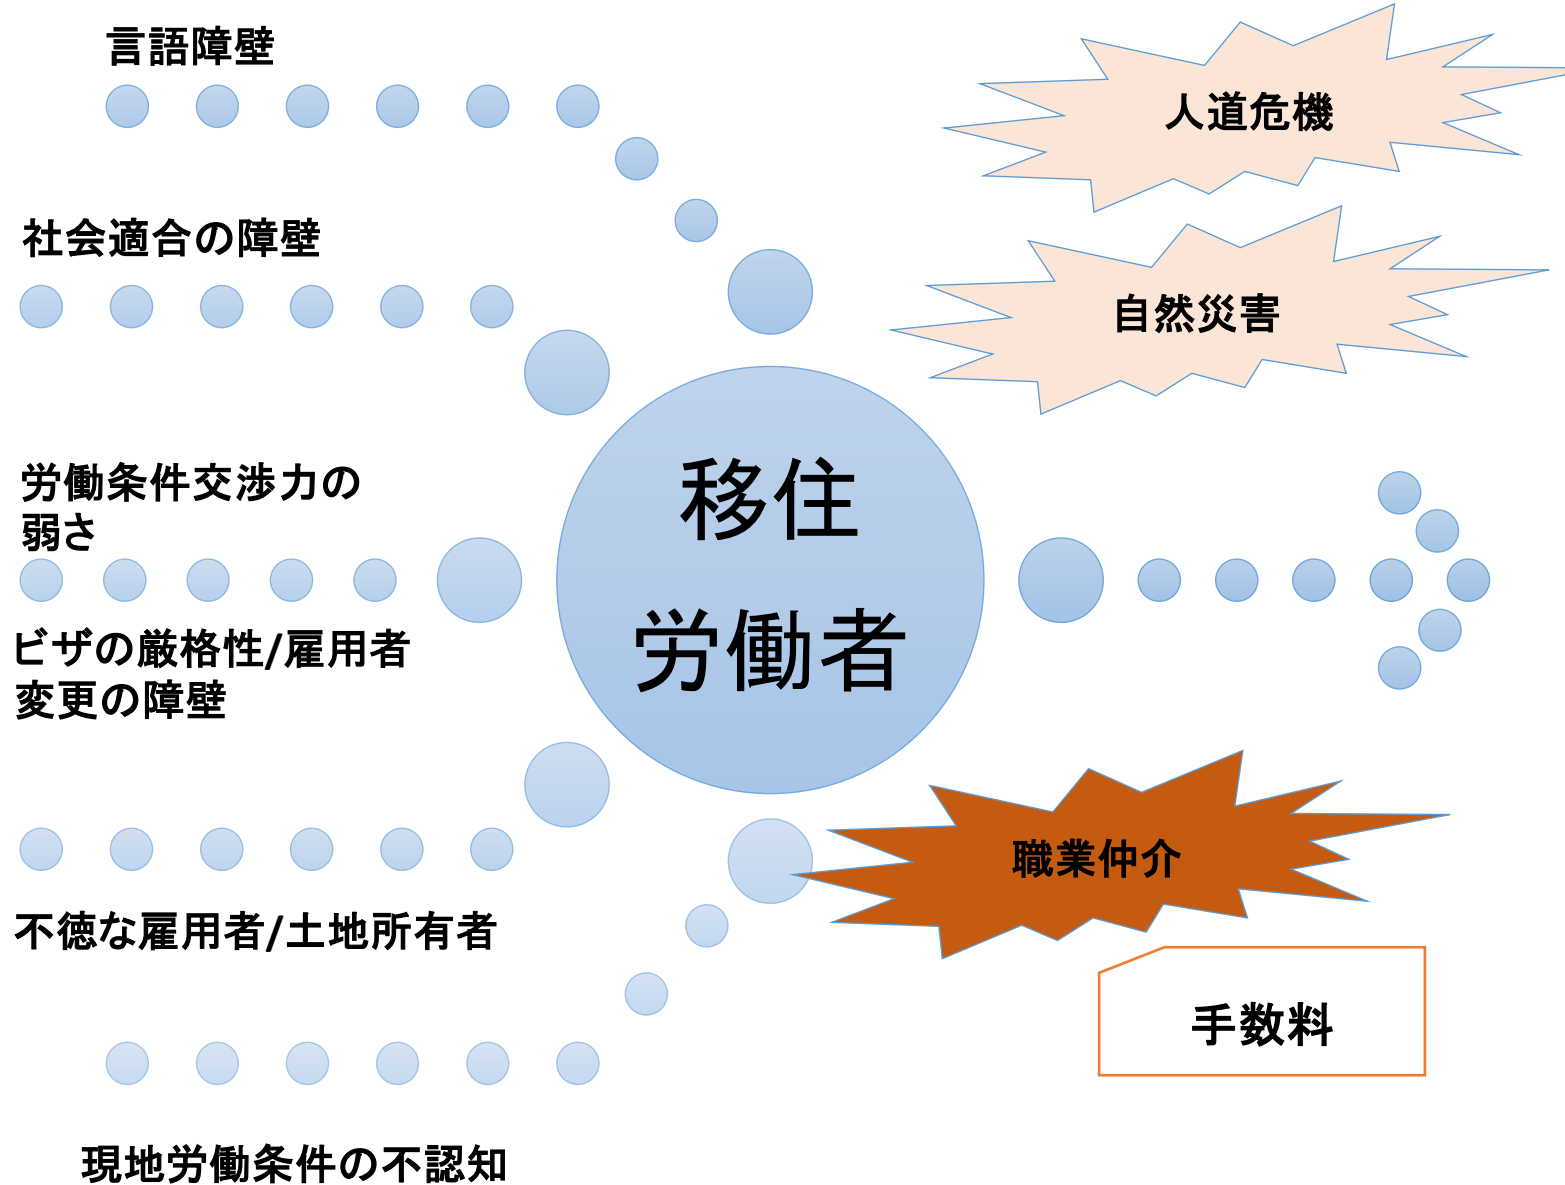 言語障壁
人道危機
社会適合の障壁
自然災害
労働条件交渉力の
弱さ
移住
労働者
ビザの厳格性/雇用者
変更の障壁
職業仲介
不徳な雇用者/土地所有者
手数料
現地労働条件の不認知